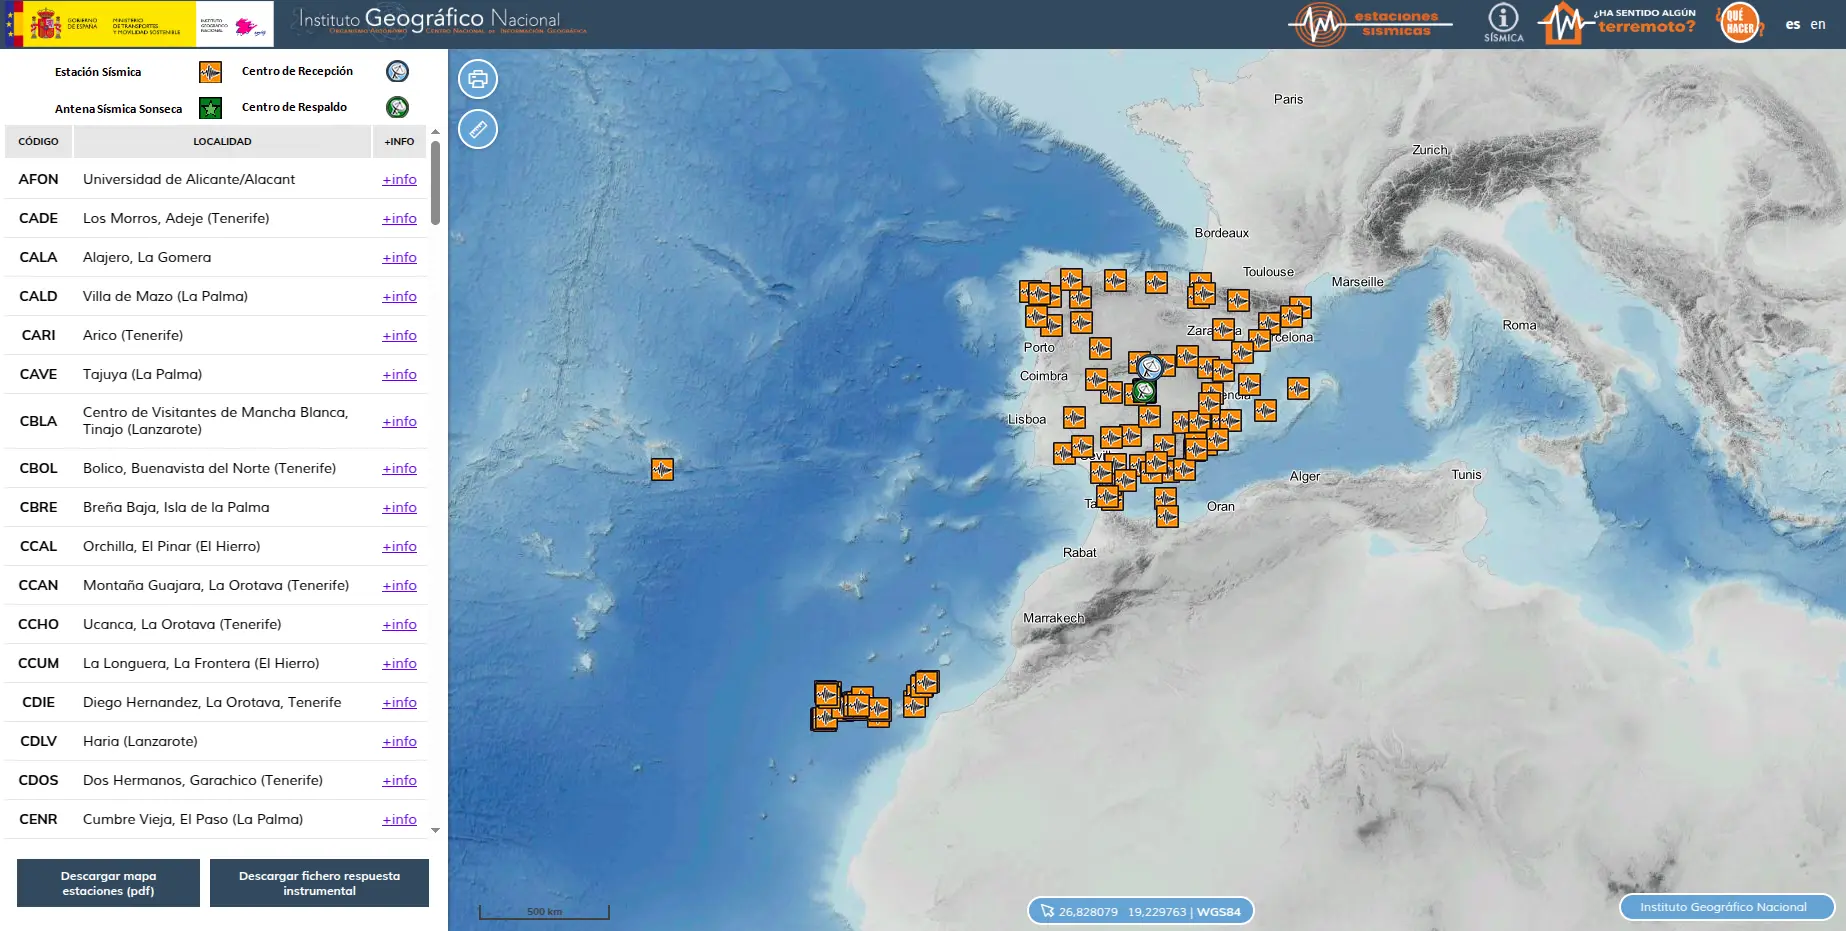 GOBIERNO
DE ESPAÑA
MINISTERIO
DE TRANSPORTES
Y MOVILIDAD SOSTENIBLE
INSTITUTO
GEOGRÁFICO
NACIONAL
Instituto Geográfico Nacional
Organismo Autónomo Centro Nacional de Información Geográfica
estaciones
sísmicas
SÍSMICA
¿HA SENTIDO ALGÚN
terremoto?
¿QUÉ
HACER?
es en
Estación Sísmica
Centro de Recepción
Antena Sísmica Sonseca
Centro de Respaldo
CÓDIGO LOCALIDAD +INFO
AFON Universidad de Alicante/Alacant +info
CADE Los Morros, Adeje (Tenerife) +info
CALA Alajero, La Gomera +info
CALD Villa de Mazo (La Palma) +info
CARI Arico (Tenerife) +info
CAVE Tajuya (La Palma) +info
CBLA Centro de Visitantes de Mancha Blanca,
Tinajo (Lanzarote) +info
CBOL Bolico, Buenavista del Norte (Tenerife) +info
CBRE Breña Baja, Isla de la Palma +info
CCAL Orchilla, El Pinar (El Hierro) +info
CCAN Montaña Guajara, La Orotava (Tenerife) +info
CCHO Ucanca, La Orotava (Tenerife) +info
CCUM La Longuera, La Frontera (El Hierro) +info
CDIE Diego Hernandez, La Orotava, Tenerife +info
CDLV Haria (Lanzarote) +info
CDOS Dos Hermanos, Garachico (Tenerife) +info
CENR Cumbre Vieja, El Paso (La Palma) +info
Descargar mapa
estaciones (pdf)
Descargar fichero respuesta
instrumental
Paris
Zurich
Bordeaux
Toulouse
Marseille
Roma
Porto
Coimbra
Lisboa
Alger
Tunis
Oran
Rabat
Marrakech
500 km
26,828079 19,229763 | WGS84
Instituto Geográfico Nacional